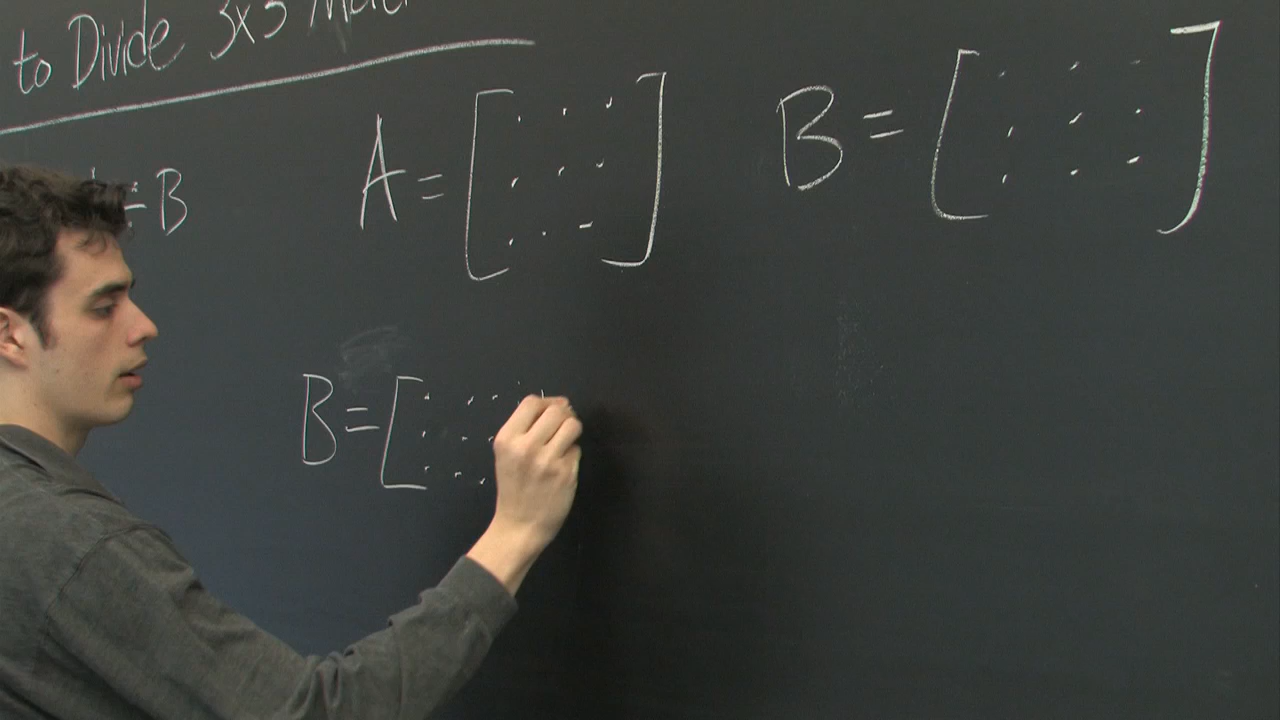 to Divide 3x3
= B
A = [ ]
B = [ ]
B = [